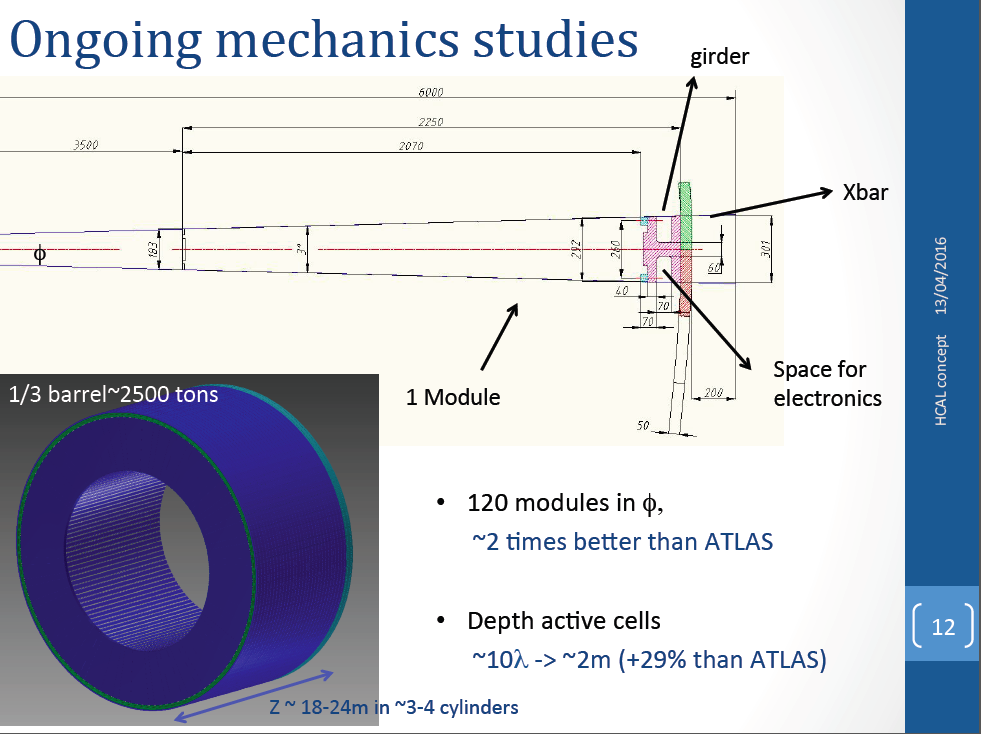 Ongoing mechanics studies
girder
6000
2250
3500
2070
Xbar
ϕ
183
3°
292
260
60
301
40
70
70
200
50
1 Module
Space for
electronics
1/3 barrel~2500 tons
• 120 modules in ϕ,
~2 times better than ATLAS
• Depth active cells
~10λ -> ~2m (+29% than ATLAS)
Z ~ 18-24m in ~3-4 cylinders
HCAL concept 13/04/2016
12